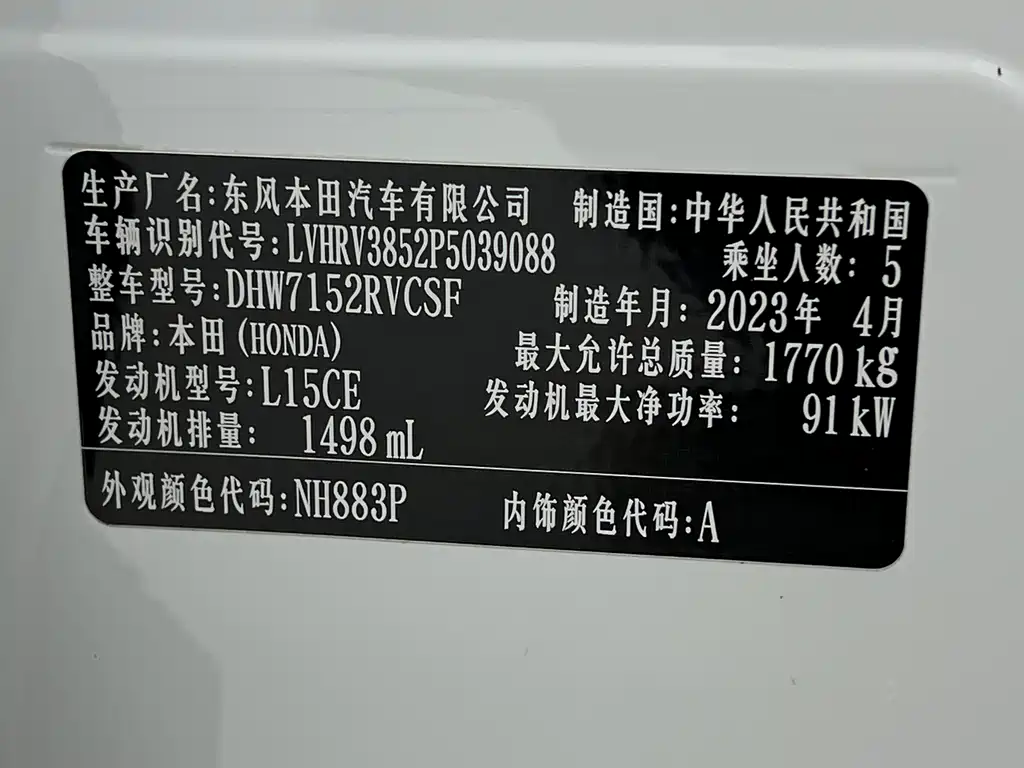 生产厂名:东风本田汽车有限公司 制造国:中华人民共和国
车辆识别代号:LVHRV3852P5039088 乘坐人数: 5
整车型号:DHW7152RVCSF 制造年月: 2023年 4月
品牌:本田(HONDA) 最大允许总质量: 1770 kg
发动机型号:L15CE 发动机最大净功率: 91 kW
发动机排量: 1498 mL
外观颜色代码:NH883P 内饰颜色代码:A